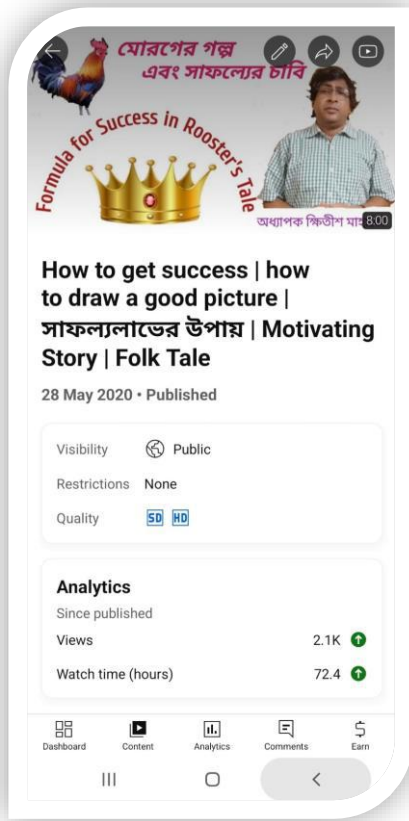 মোরগের গল্প
এবং সাফল্যের চাবি
Formula for Success in Rooster's Tale
অধ্যাপক ক্ষিতীশ
8:00
How to get success | how
to draw a good picture |
সাফল্যলাভের উপায় | Motivating
Story | Folk Tale
28 May 2020 • Published
Visibility Public
Restrictions None
Quality SD HD
Analytics
Since published
Views 2.1K
Watch time (hours) 72.4
Dashboard Content Analytics Comments Earn